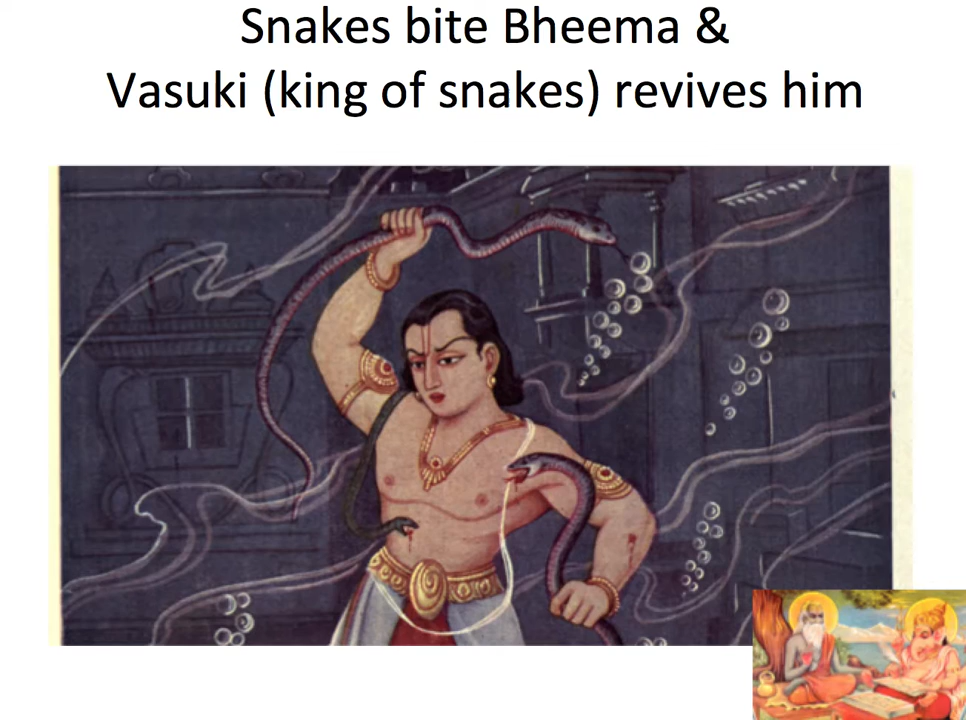 Snakes bite Bheema &
Vasuki (king of snakes) revives him